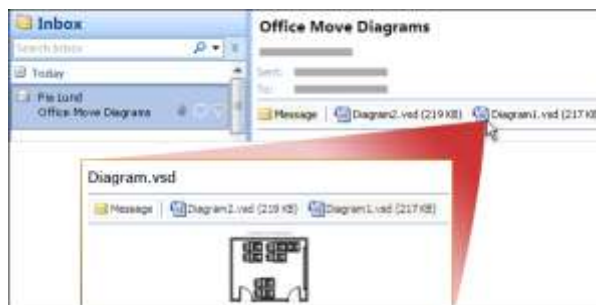 Inbox
Office Move Diagrams
Search Inbox
Today
Sent:
To:
Pia Lund
Office Move Diagrams
Message Diagram2.vsd (219 KB) Diagram1.vsd (217 KB
Diagram.vsd
Message Diagram2.vsd (219 KB) Diagram1.vsd (217 KB)